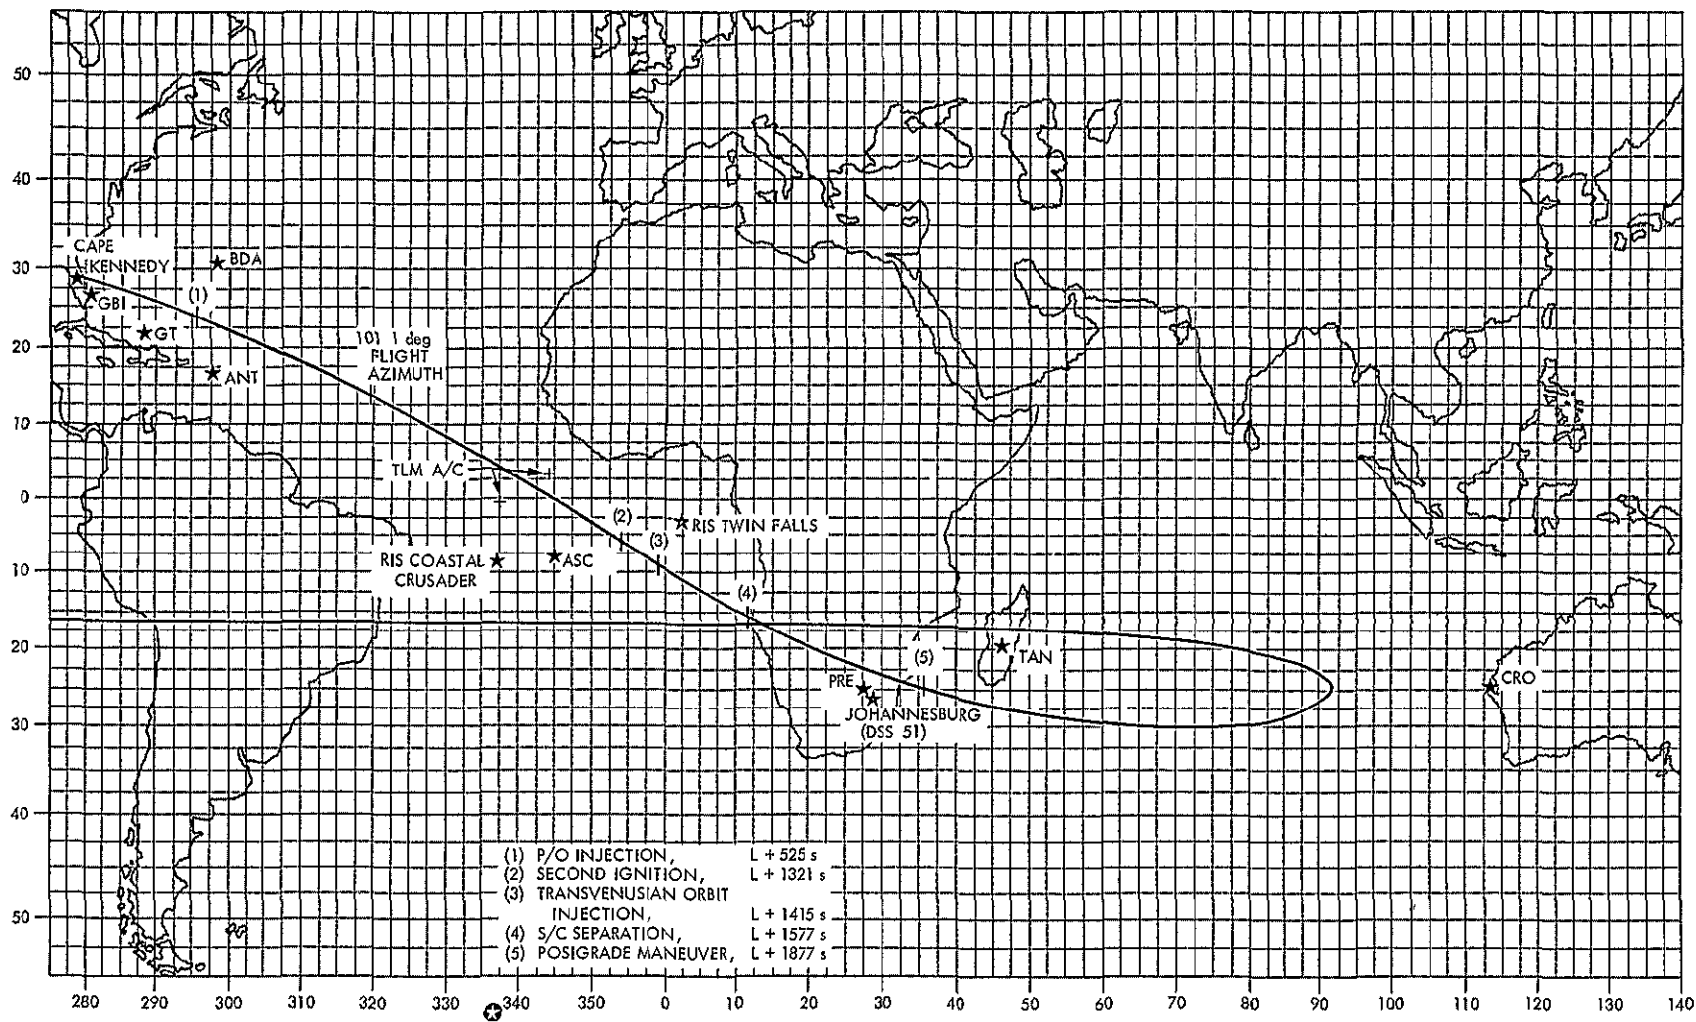 50
40
CAPE
KENNEDY
BDA
30
GBI
(1)
GT
101 1 deg
FLIGHT
AZIMUTH
20
ANT
10
TLM A/C
0
(2)
RIS TWIN FALLS
(3)
RIS COASTAL
CRUSADER
ASC
10
(4)
20
(5)
TAN
PRE
CRO
JOHANNESBURG
(DSS 51)
30
40
(1) P/O INJECTION, L + 525 s
(2) SECOND IGNITION, L + 1321 s
(3) TRANSVENUSIAN ORBIT
INJECTION, L + 1415 s
(4) S/C SEPARATION, L + 1577 s
(5) POSIGRADE MANEUVER, L + 1877 s
50
280 290 300 310 320 330 340 350 0 10 20 30 40 50 60 70 80 90 100 110 120 130 140